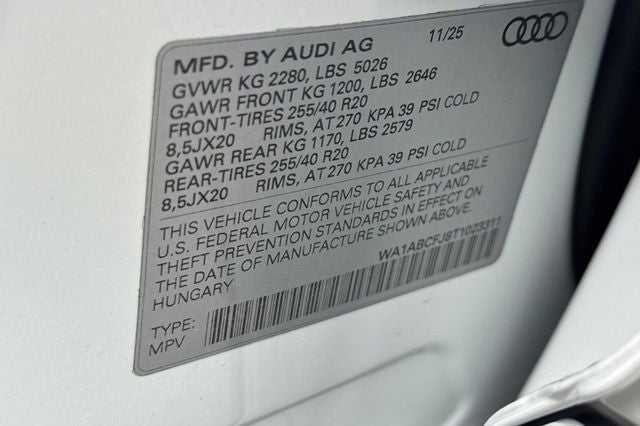 MFD. BY AUDI AG 11/25
GVWR KG 2280, LBS 5026
GAWR FRONT KG 1200, LBS 2646
FRONT-TIRES 255/40 R20
8,5JX20 RIMS, AT 270 KPA 39 PSI COLD
GAWR REAR KG 1170, LBS 2579
REAR-TIRES 255/40 R20
8,5JX20 RIMS, AT 270 KPA 39 PSI COLD
THIS VEHICLE CONFORMS TO ALL APPLICABLE
U.S. FEDERAL MOTOR VEHICLE SAFETY AND
THEFT PREVENTION STANDARDS IN EFFECT ON
THE DATE OF MANUFACTURE SHOWN ABOVE.
HUNGARY WA1ABCFJ8T1023311
TYPE:
MPV